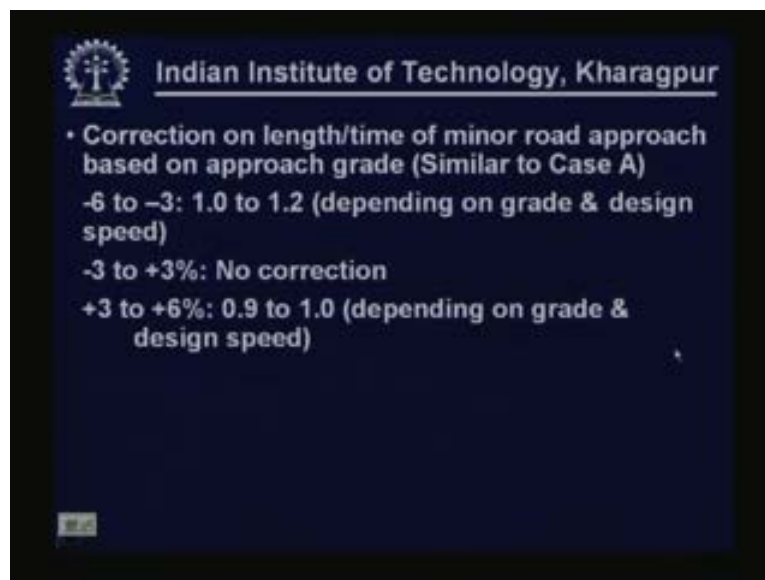 Indian Institute of Technology, Kharagpur
• Correction on length/time of minor road approach
based on approach grade (Similar to Case A)
-6 to –3: 1.0 to 1.2 (depending on grade & design
speed)
-3 to +3%: No correction
+3 to +6%: 0.9 to 1.0 (depending on grade &
design speed)